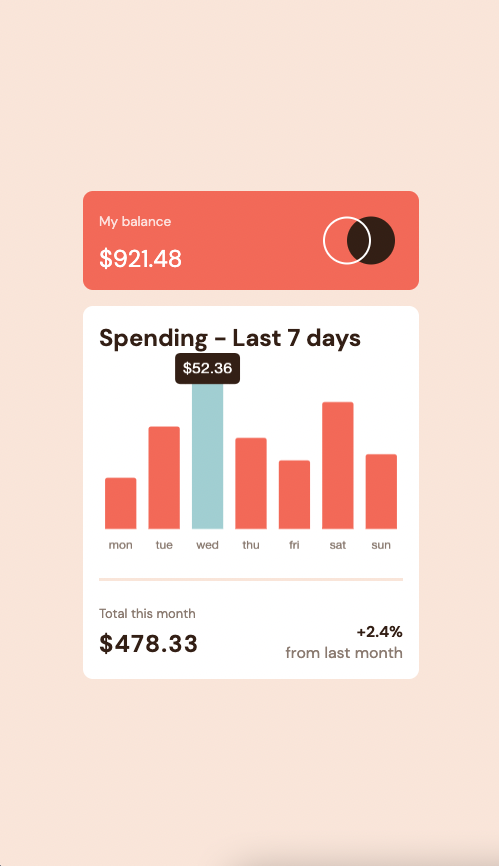 My balance
$921.48
Spending - Last 7 days
$52.36
mon tue wed thu fri sat sun
Total this month
$478.33
+2.4%
from last month